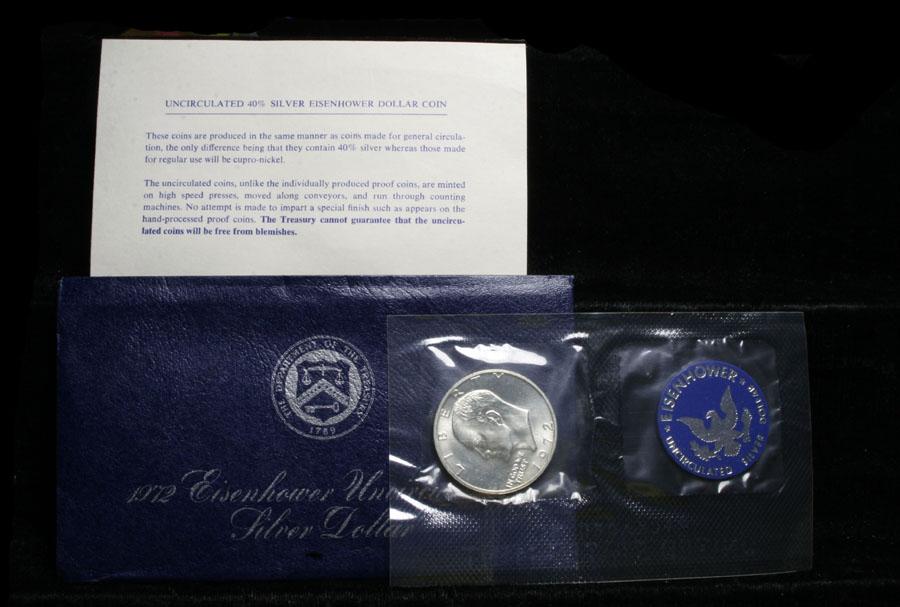 UNCIRCULATED 40% SILVER EISENHOWER DOLLAR COIN
These coins are produced in the same manner as coins made for general circula-
tion, the only difference being that they contain 40% silver whereas those made
for regular use will be cupro-nickel.
The uncirculated coins, unlike the individually produced proof coins, are minted
on high speed presses, moved along conveyors, and run through counting
machines. No attempt is made to impart a special finish such as appears on the
hand-processed proof coins. The Treasury cannot guarantee that the uncircu-
lated coins will be free from blemishes.
THE DEPARTMENT OF THE TREASURY
1789
1972 Eisenhower
Silver Dollar
LIBERTY
IN GOD WE
TRUST
1972
EISENHOWER
UNCIRCULATED SILVER